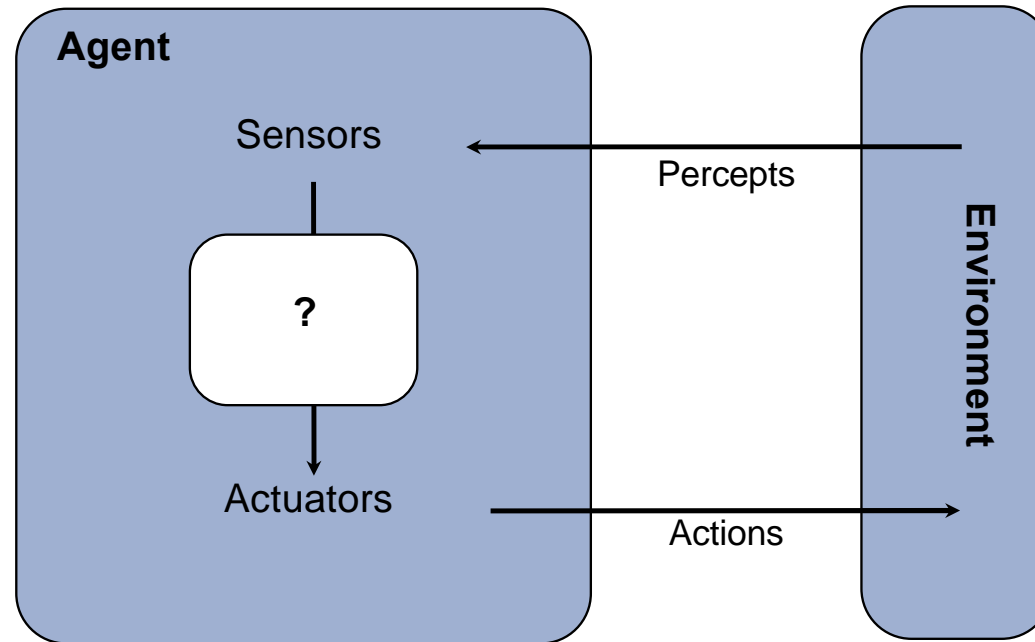 Agent
Sensors
Percepts
Environment
?
Actuators
Actions